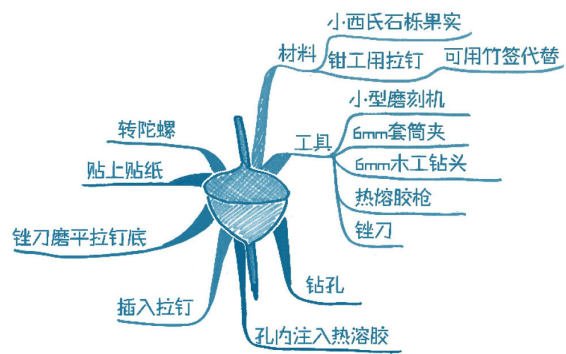 材料
小西氏石栎果实
钳工用拉钉
可用竹签代替
工具
小型磨刻机
6mm套筒夹
6mm木工钻头
热熔胶枪
锉刀
钻孔
孔内注入热溶胶
插入拉钉
锉刀磨平拉钉底
贴上贴纸
转陀螺